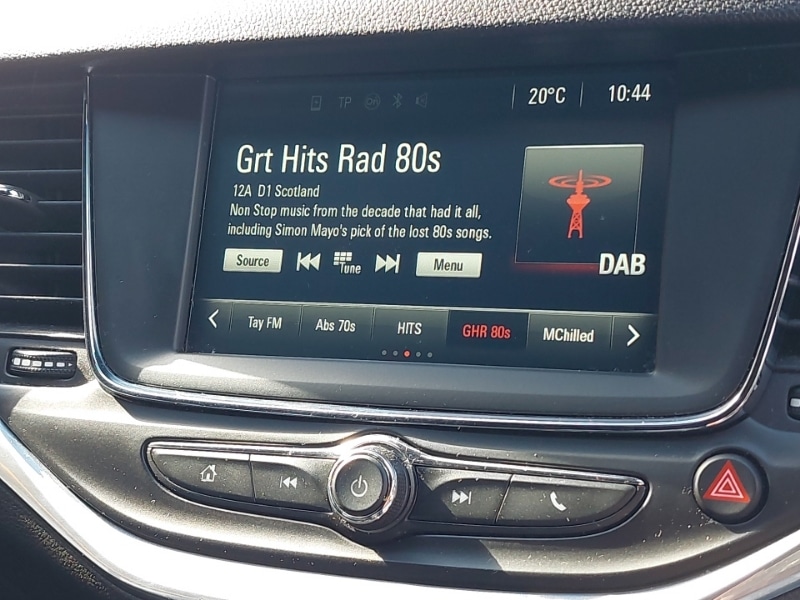 TP
20°C
10:44
Grt Hits Rad 80s
12A D1 Scotland
Non Stop music from the decade that had it all,
including Simon Mayo's pick of the lost 80s songs.
Source
Tune
Menu
DAB
Tay FM
Abs 70s
HITS
GHR 80s
MChilled